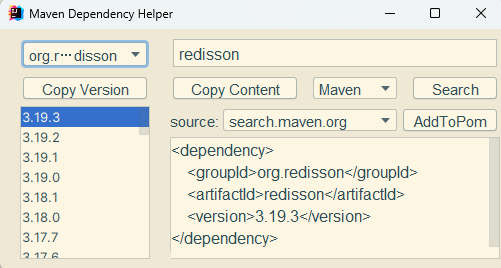 Maven Dependency Helper
org.r⋯disson
redisson
Copy Version
Copy Content
Maven
Search
3.19.3
3.19.2
3.19.1
3.19.0
3.18.1
3.18.0
3.17.7
3.17.6
source:
search.maven.org
AddToPom
<dependency>
    <groupId>org.redisson</groupId>
    <artifactId>redisson</artifactId>
    <version>3.19.3</version>
</dependency>